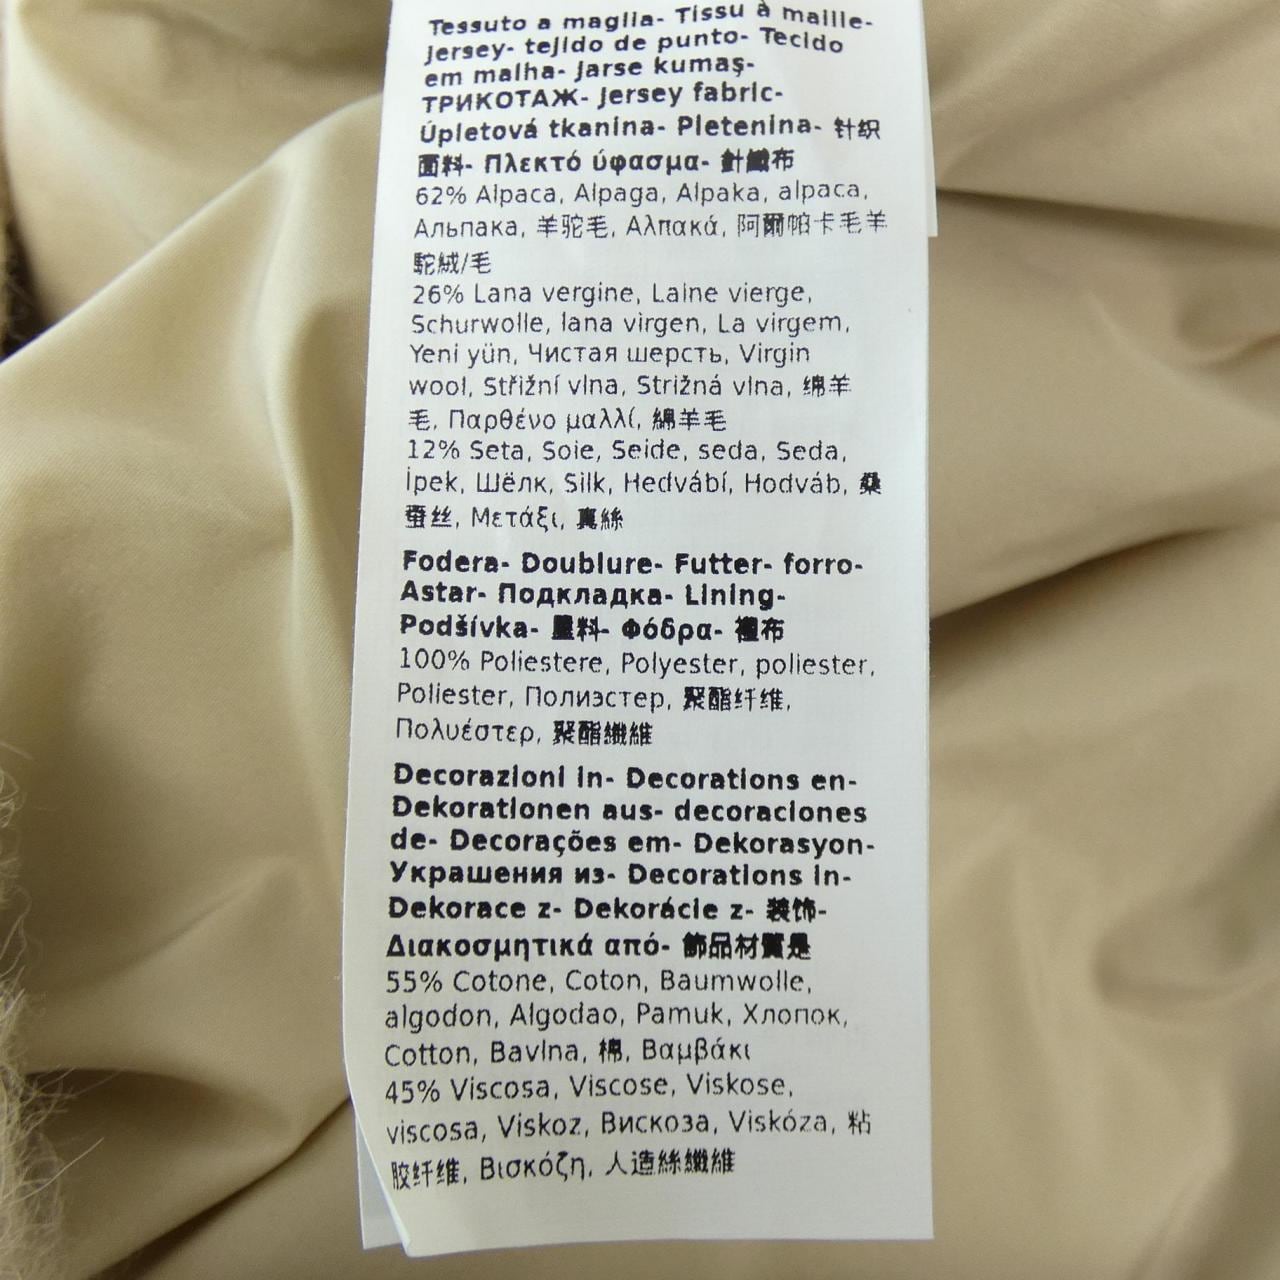 Tessuto a maglia- Tissu à maille-
Jersey- tejido de punto- Tecido
em malha- Jarse kumaş-
ТРИКОТАЖ- Jersey fabric-
Úpletová tkanina- Pletenina- 针织
面料- Πλεκτό ύφασμα- 針織布
62% Alpaca, Alpaga, Alpaka, alpaca,
Альпака, 羊驼毛, Αλπακά, 阿爾帕卡毛羊
駝絨/毛
26% Lana vergine, Laine vierge,
Schurwolle, lana virgen, La virgem,
Yeni yün, Чистая шерсть, Virgin
wool, Střižní vlna, Strižná vlna, 绵羊
毛, Παρθένο μαλλί, 綿羊毛
12% Seta, Soie, Seide, seda, Seda,
İpek, Шёлк, Silk, Hedvábí, Hodváb, 桑
蚕丝, Μετάξι, 真絲
Fodera- Doublure- Futter- forro-
Astar- Подкладка- Lining-
Podšívka- 里料- Φόδρα- 裡布
100% Poliestere, Polyester, poliester,
Poliester, Полиэстер, 聚酯纤维,
Πολυέστερ, 聚酯纖維
Decorazioni in- Decorations en-
Dekorationen aus- decoraciones
de- Decorações em- Dekorasyon-
Украшения из- Decorations in-
Dekorace z- Dekorácie z- 装饰-
Διακοσμητικά από- 飾品材質是
55% Cotone, Coton, Baumwolle,
algodon, Algodao, Pamuk, Хлопок,
Cotton, Bavlna, 棉, Βαμβάκι
45% Viscosa, Viscose, Viskose,
viscosa, Viskoz, Вискоза, Viskóza, 粘
胶纤维, Βισκόζη, 人造絲纖維